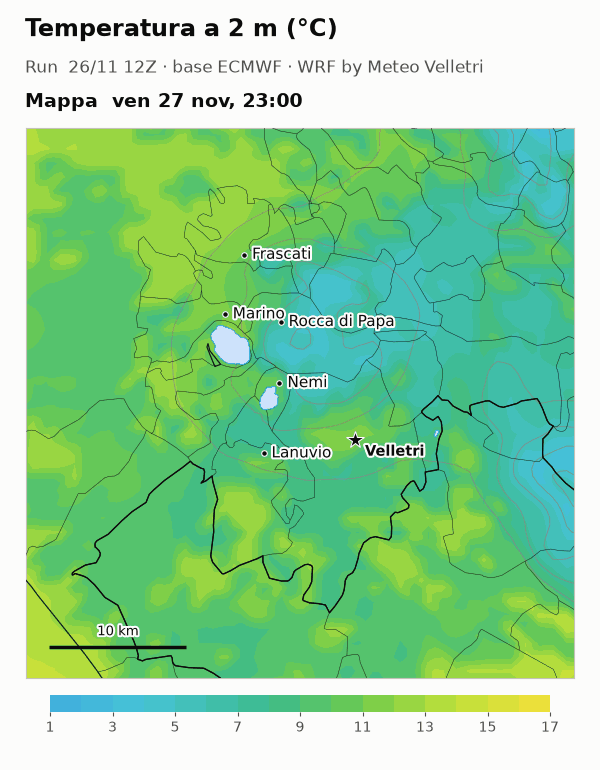 Temperatura a 2 m (°C)
Run  26/11 12Z · base ECMWF · WRF by Meteo Velletri
Mappa  ven 27 nov, 23:00
Frascati
Marino
Rocca di Papa
Nemi
Velletri
Lanuvio
10 km
1 3 5 7 9 11 13 15 17